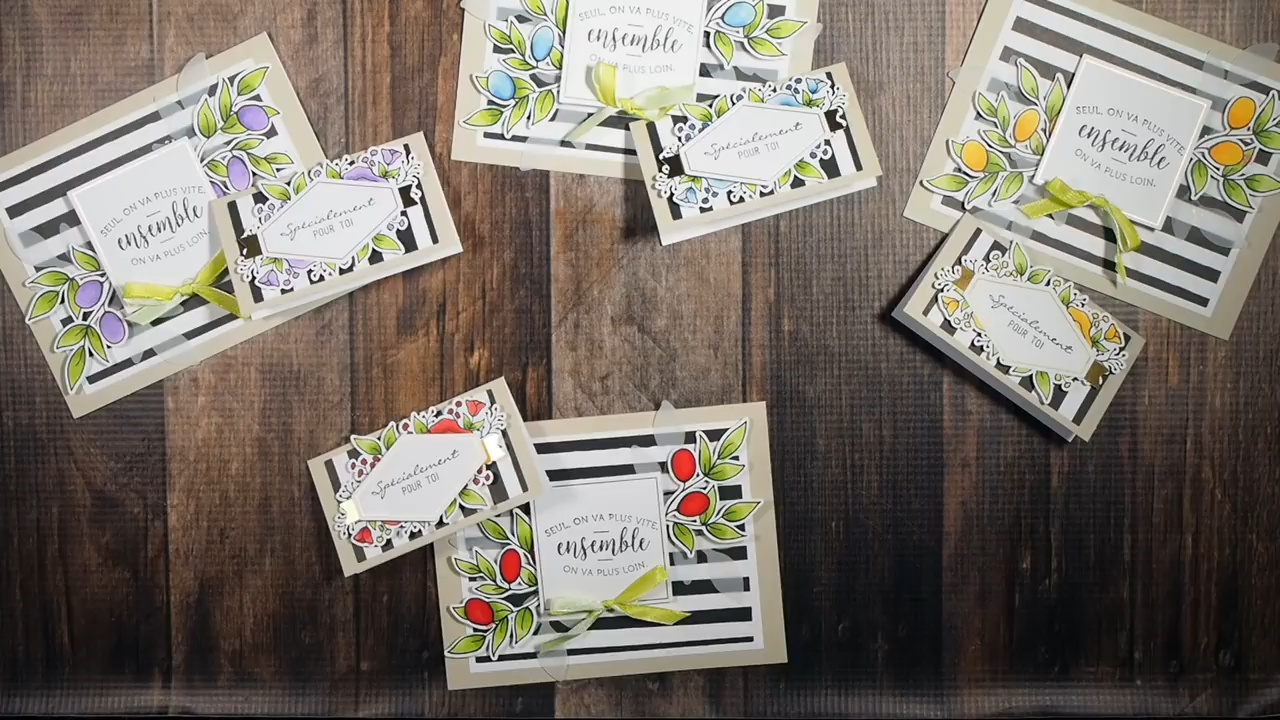 SEUL, ON VA PLUS VITE,
ensemble
ON VA PLUS LOIN.
Spécialement
POUR TOI
SEUL, ON VA PLUS VITE,
ensemble
ON VA PLUS LOIN.
Spécialement
POUR TOI
SEUL, ON VA PLUS VITE,
ensemble
ON VA PLUS LOIN.
Spécialement
POUR TOI
Spécialement
POUR TOI
SEUL, ON VA PLUS VITE,
ensemble
ON VA PLUS LOIN.